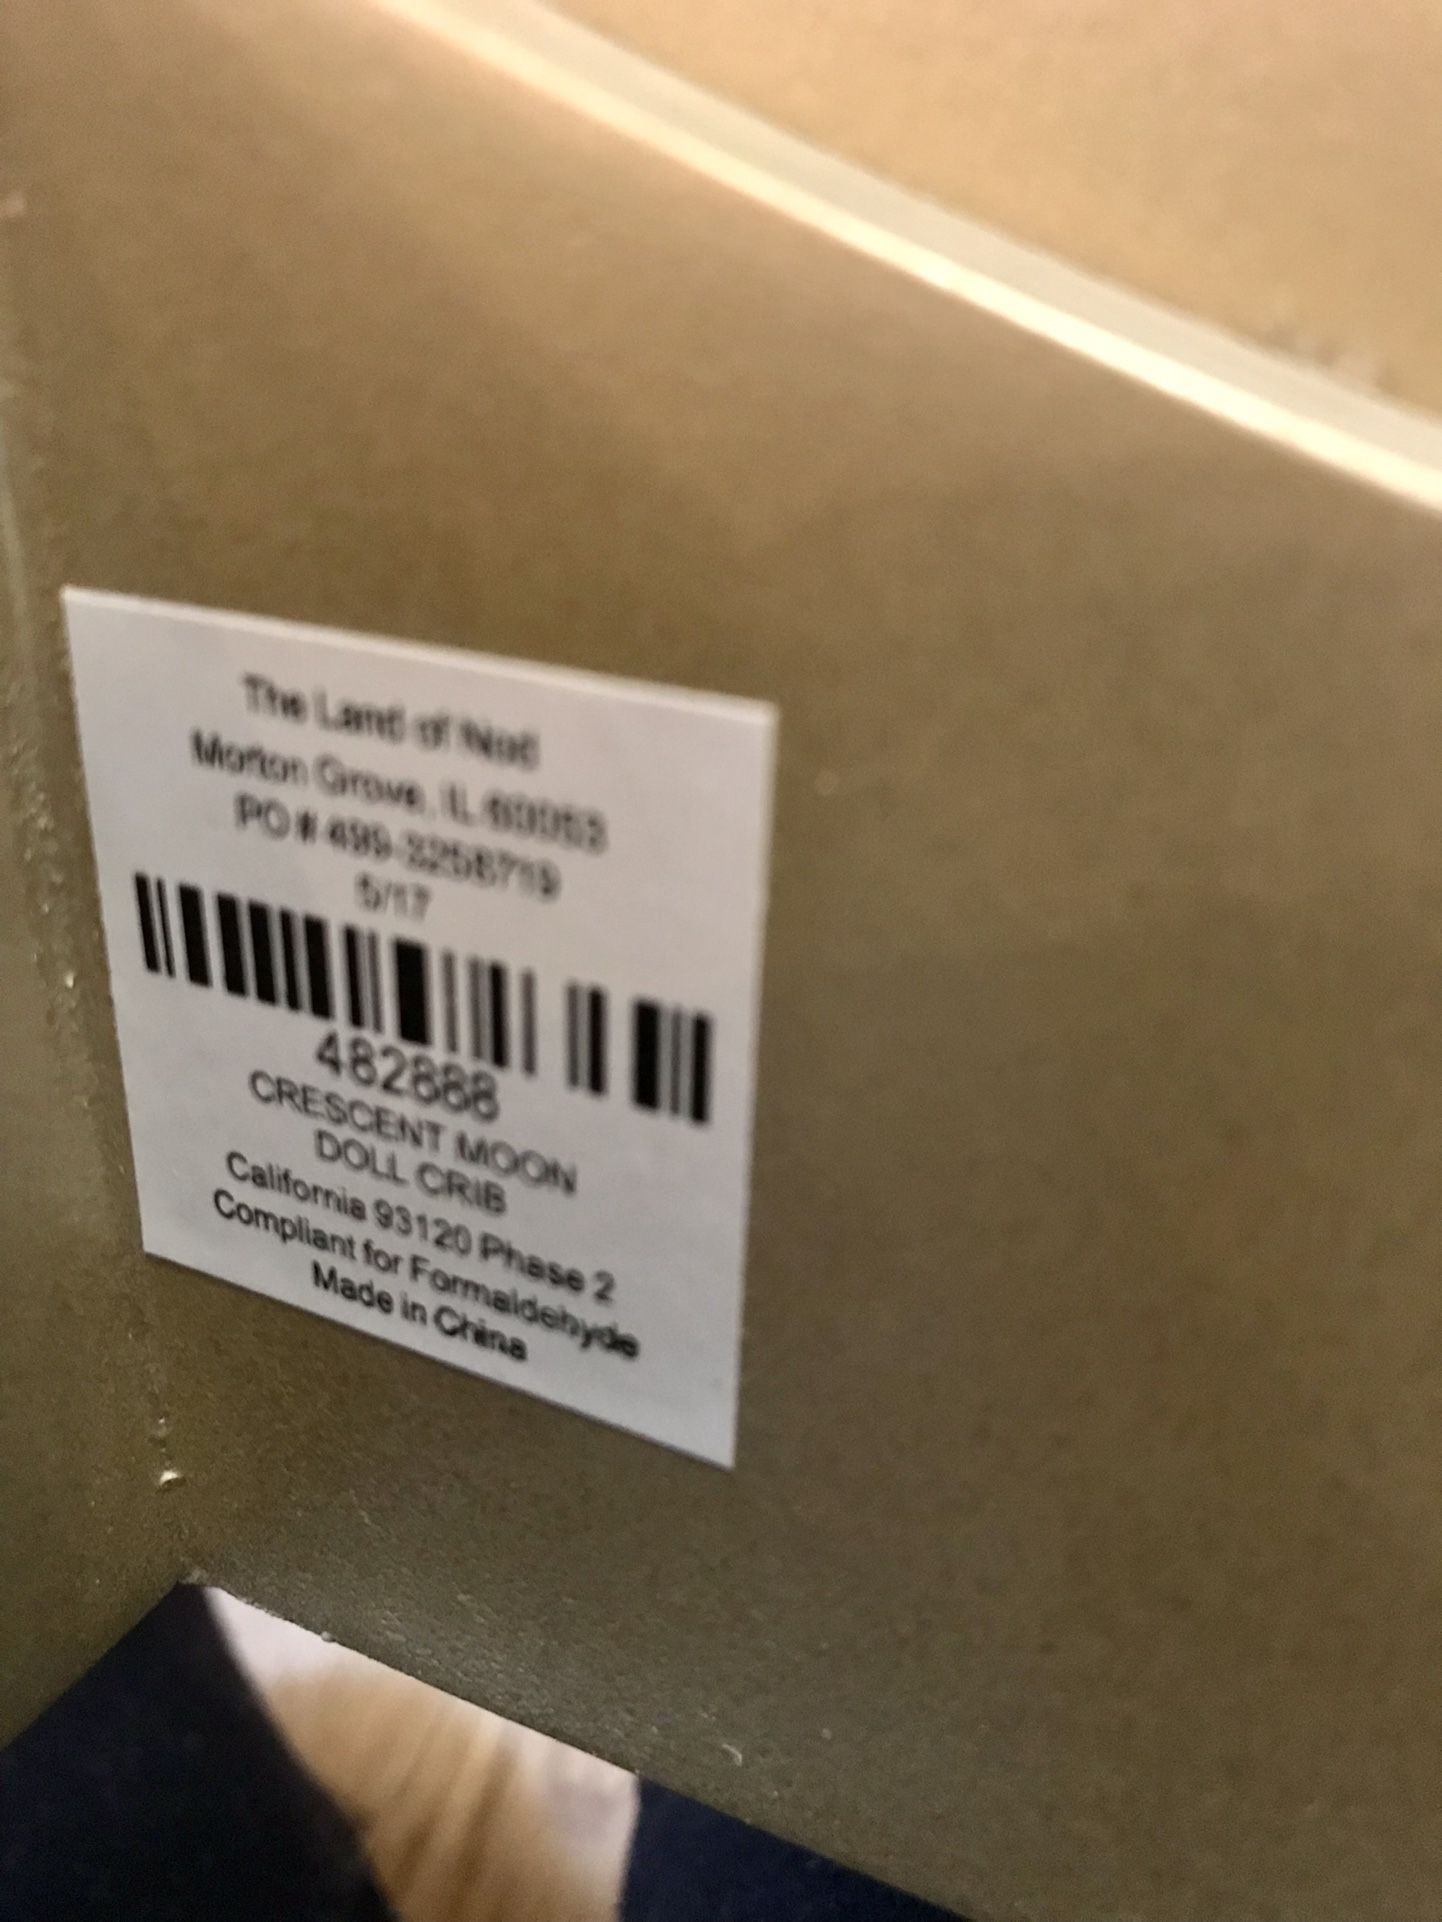 The Land of Nod
Morton Grove, IL 60053
PO # 499-3258719
5/17
482888
CRESCENT MOON
DOLL CRIB
California 93120 Phase 2
Compliant for Formaldehyde
Made in China